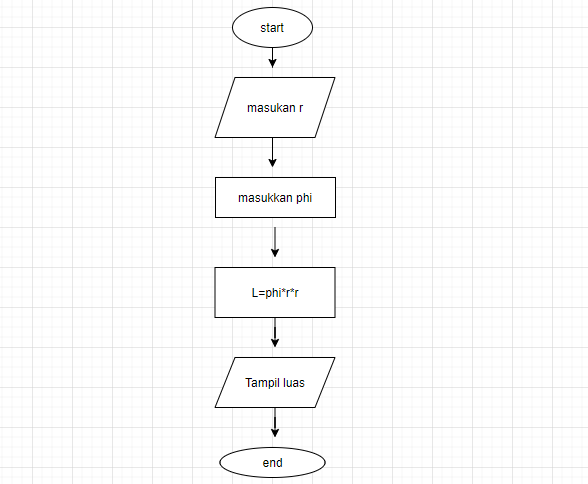 start
masukan r
masukkan phi
L=phi*r*r
Tampil luas
end